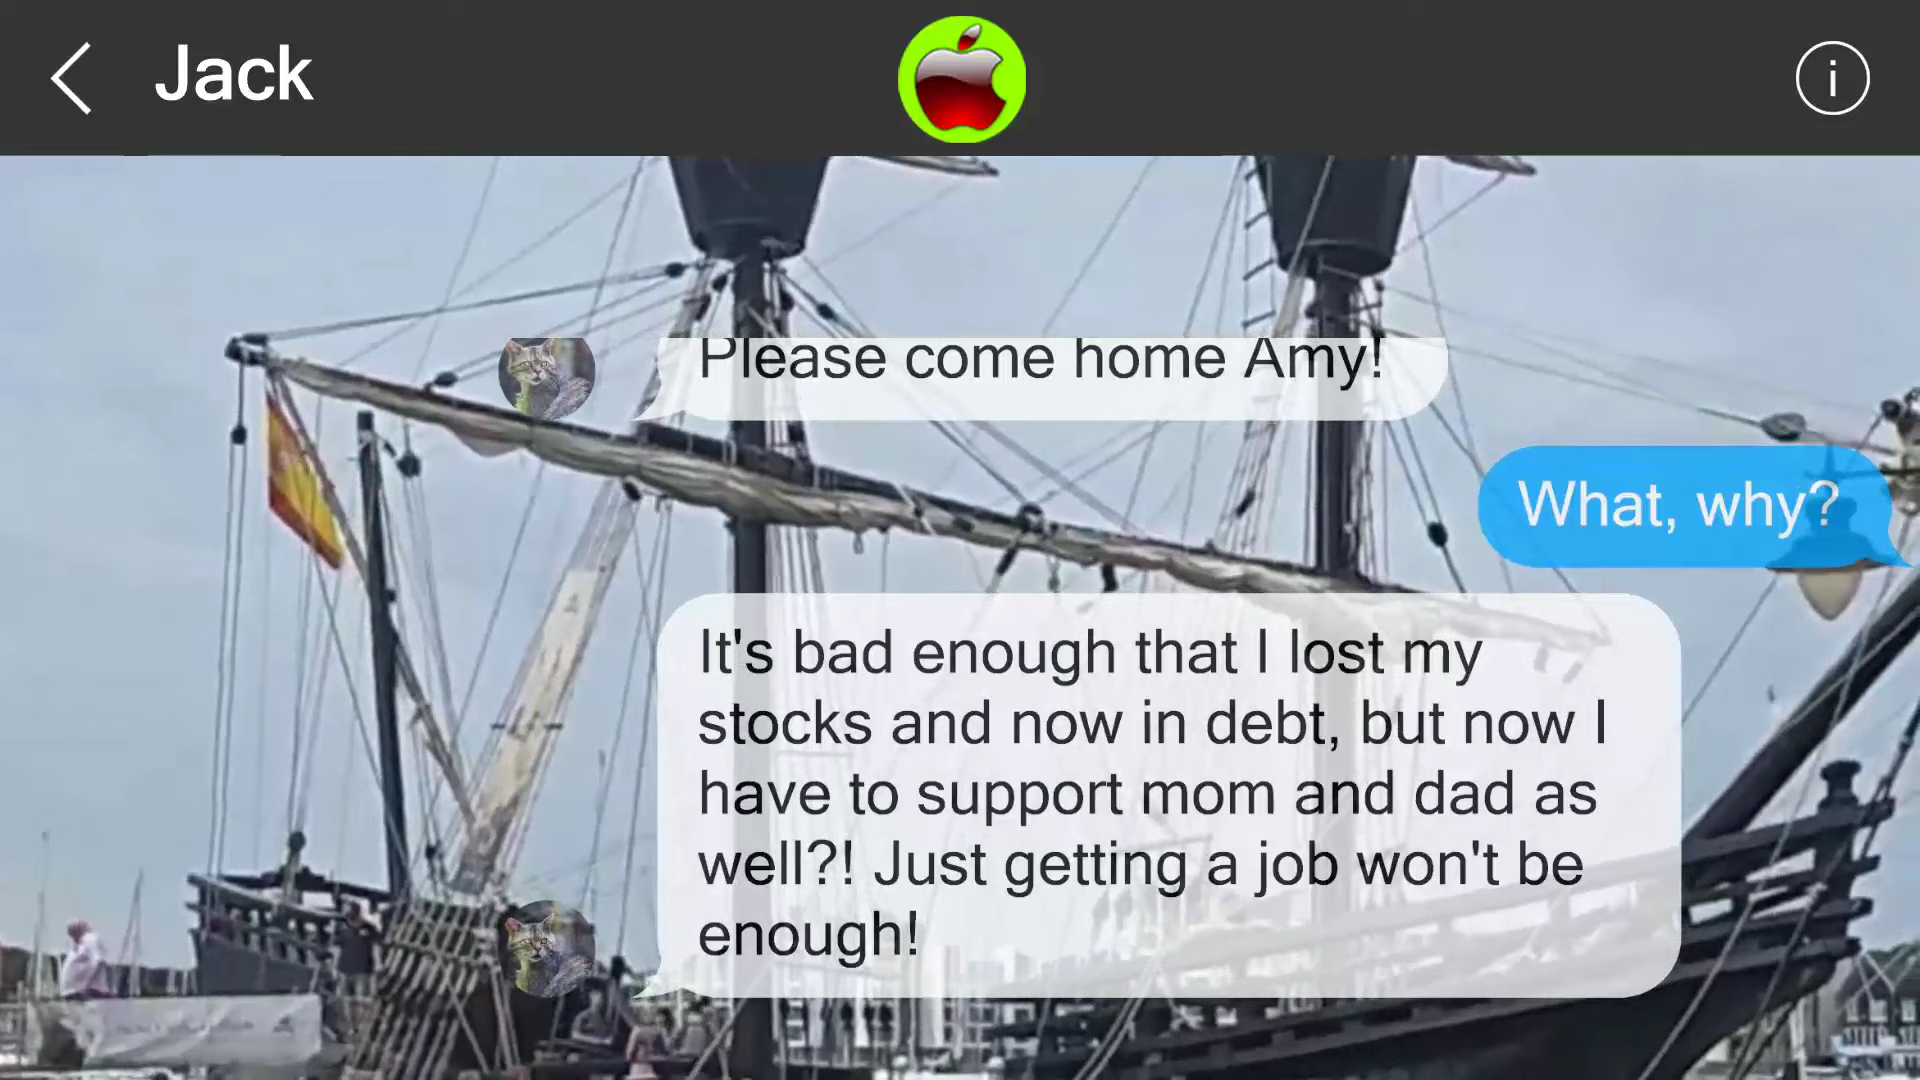 Jack
i
Please come home Amy!
What, why?
It's bad enough that I lost my
stocks and now in debt, but now I
have to support mom and dad as
well?! Just getting a job won't be
enough!